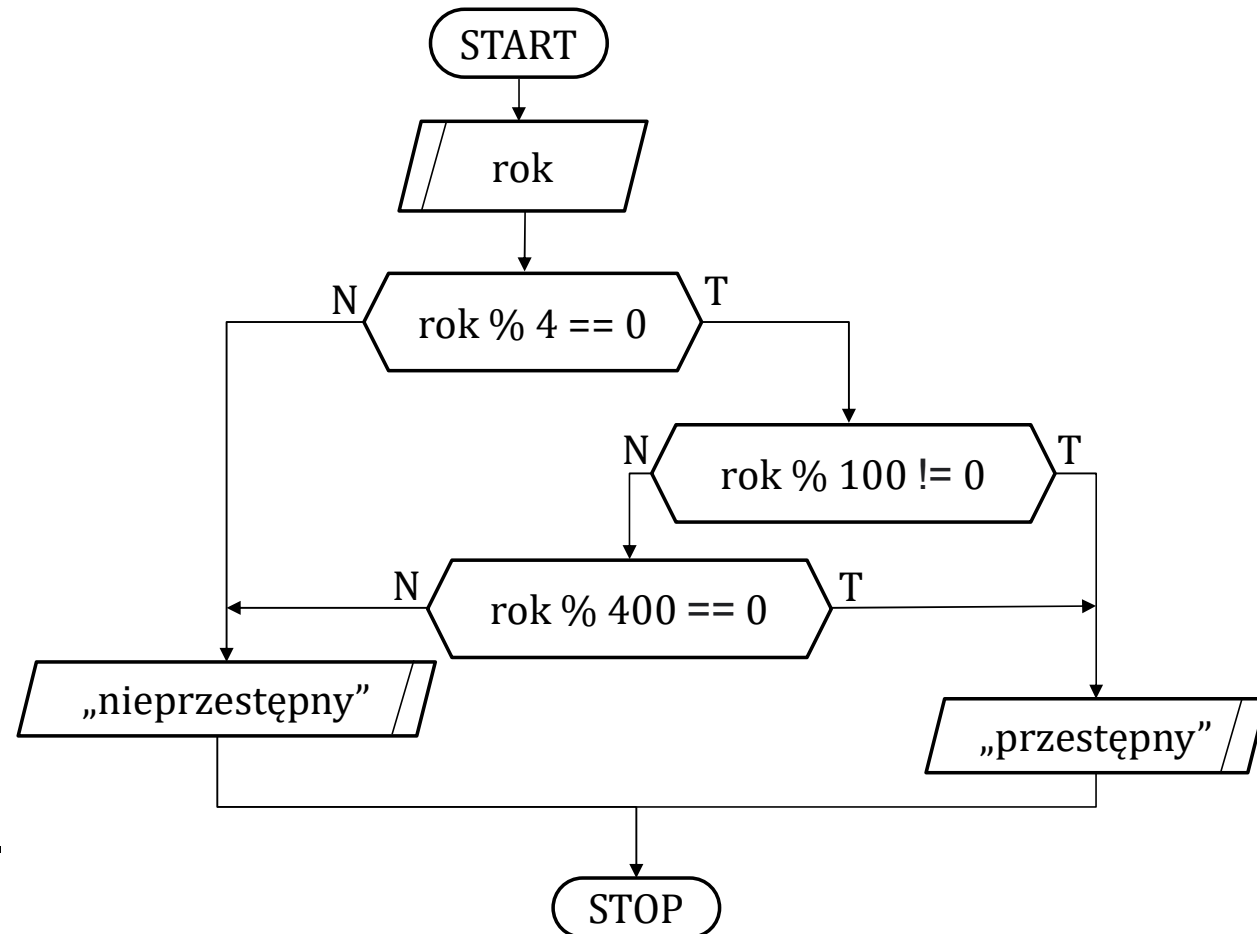 START
rok
N
T
rok % 4 == 0
N
T
rok % 100 != 0
N
T
rok % 400 == 0
„nieprzestępny”
„przestępny”
STOP